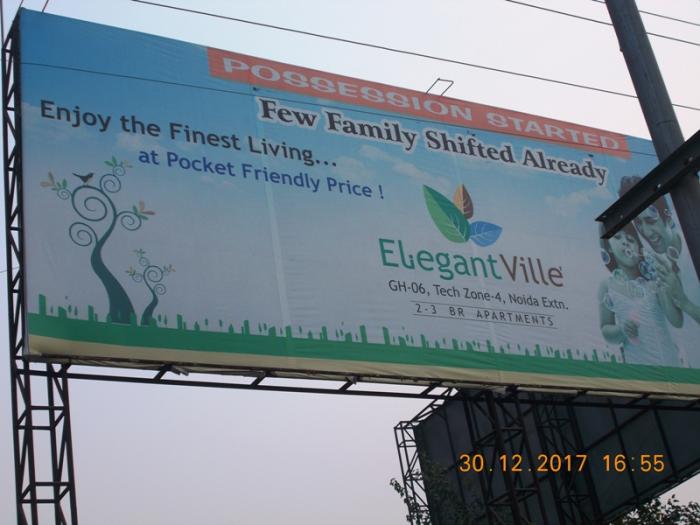 POSSESSION STARTED
Few Family Shifted Already
Enjoy the Finest Living...
at Pocket Friendly Price !
ELegantVille
GH-06, Tech Zone-4, Noida Extn.
2-3 BR APARTMENTS
30.12.2017 16:55